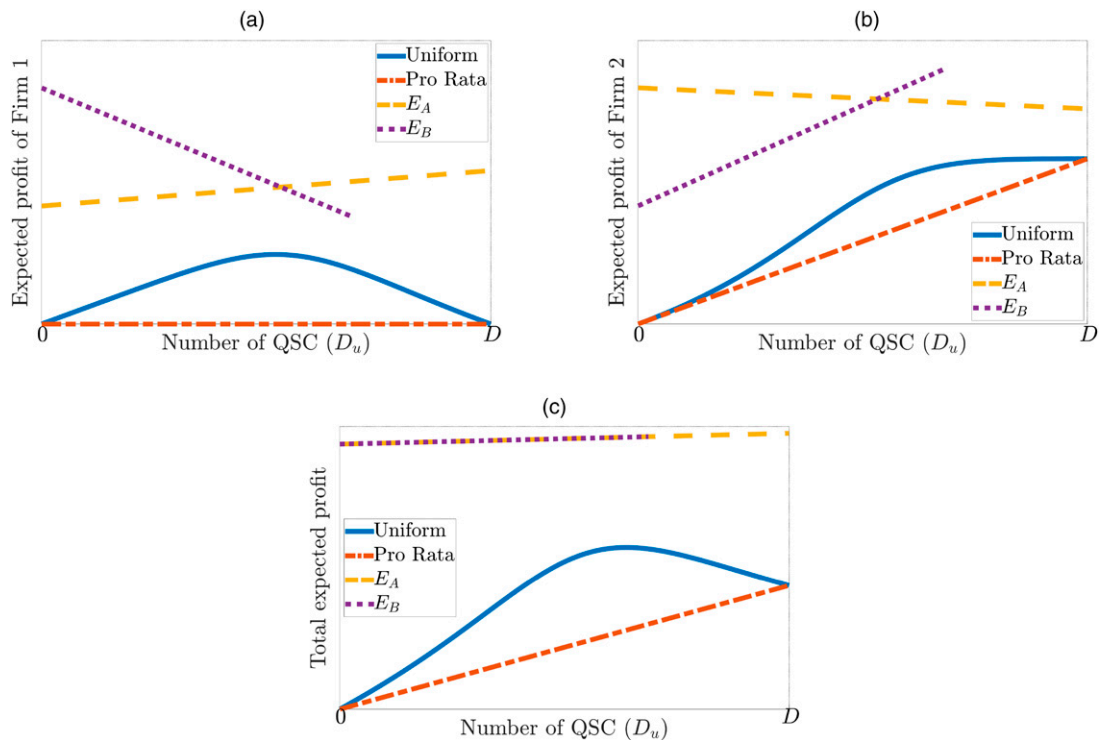 (a)
Expected profit of Firm 1
Uniform
Pro Rata
E_A
E_B
0
D
Number of QSC (D_u)
(b)
Expected profit of Firm 2
Uniform
Pro Rata
E_A
E_B
0
D
Number of QSC (D_u)
(c)
Total expected profit
Uniform
Pro Rata
E_A
E_B
0
D
Number of QSC (D_u)